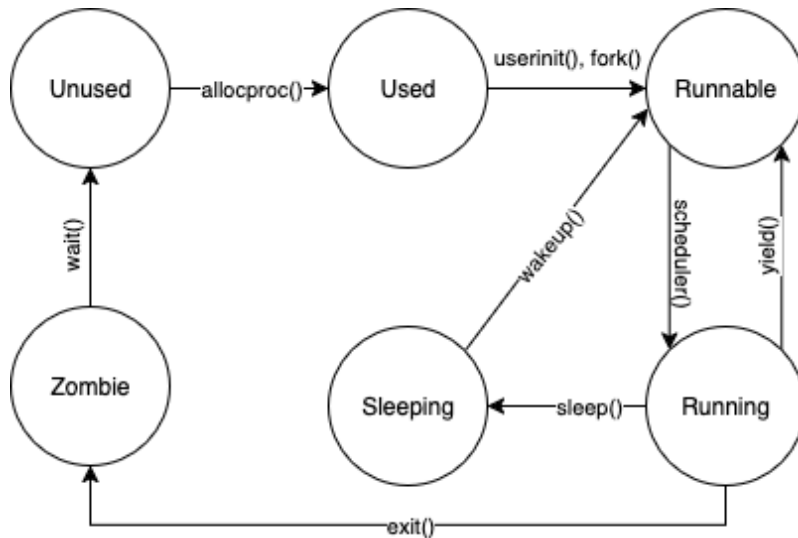 userinit(), fork()
Unused
allocproc()
Used
Runnable
wait()
wakeup()
scheduler()
yield()
Zombie
Sleeping
sleep()
Running
exit()